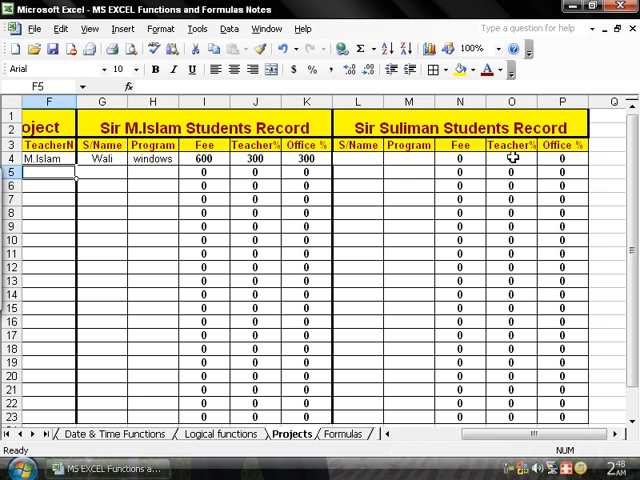 Microsoft Excel - MS EXCEL Functions and Formulas Notes
File Edit View Insert Format Tools Data Window Help Type a question for help
Σ 100%
Arial 10 B I U $ %
F5 fx
F G H I J K L M N O P Q
1
2 oject Sir M.Islam Students Record Sir Suliman Students Record
3 TeacherN S/Name Program Fee Teacher% Office % S/Name Program Fee Teacher% Office %
4 M.Islam Wali windows 600 300 300 0 0 0
5 0 0 0 0 0 0
6 0 0 0 0 0 0
7 0 0 0 0 0 0
8 0 0 0 0 0 0
9 0 0 0 0 0 0
10 0 0 0 0 0 0
11 0 0 0 0 0 0
12 0 0 0 0 0 0
13 0 0 0 0 0 0
14 0 0 0 0 0 0
15 0 0 0 0 0 0
16 0 0 0 0 0 0
17 0 0 0 0 0 0
18 0 0 0 0 0 0
19 0 0 0 0 0 0
20 0 0 0 0 0 0
21 0 0 0 0 0 0
22 0 0 0 0 0 0
23 0 0 0 0 0 0
Date & Time Functions Logical functions Projects Formulas
Ready NUM
MS EXCEL Functions a... 2:48 AM